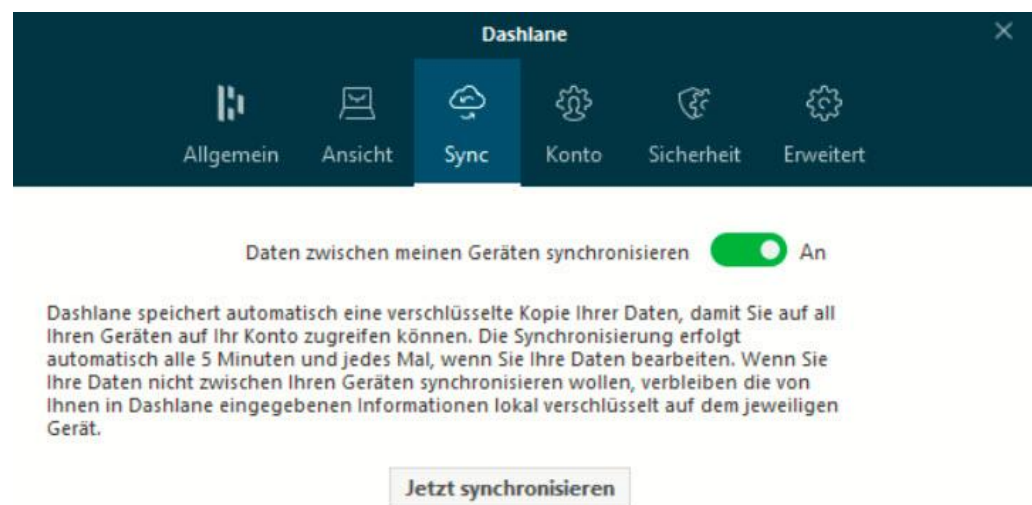 Dashlane
Allgemein Ansicht Sync Konto Sicherheit Erweitert
Daten zwischen meinen Geräten synchronisieren An
Dashlane speichert automatisch eine verschlüsselte Kopie Ihrer Daten, damit Sie auf all
Ihren Geräten auf Ihr Konto zugreifen können. Die Synchronisierung erfolgt
automatisch alle 5 Minuten und jedes Mal, wenn Sie Ihre Daten bearbeiten. Wenn Sie
Ihre Daten nicht zwischen Ihren Geräten synchronisieren wollen, verbleiben die von
Ihnen in Dashlane eingegebenen Informationen lokal verschlüsselt auf dem jeweiligen
Gerät.
Jetzt synchronisieren